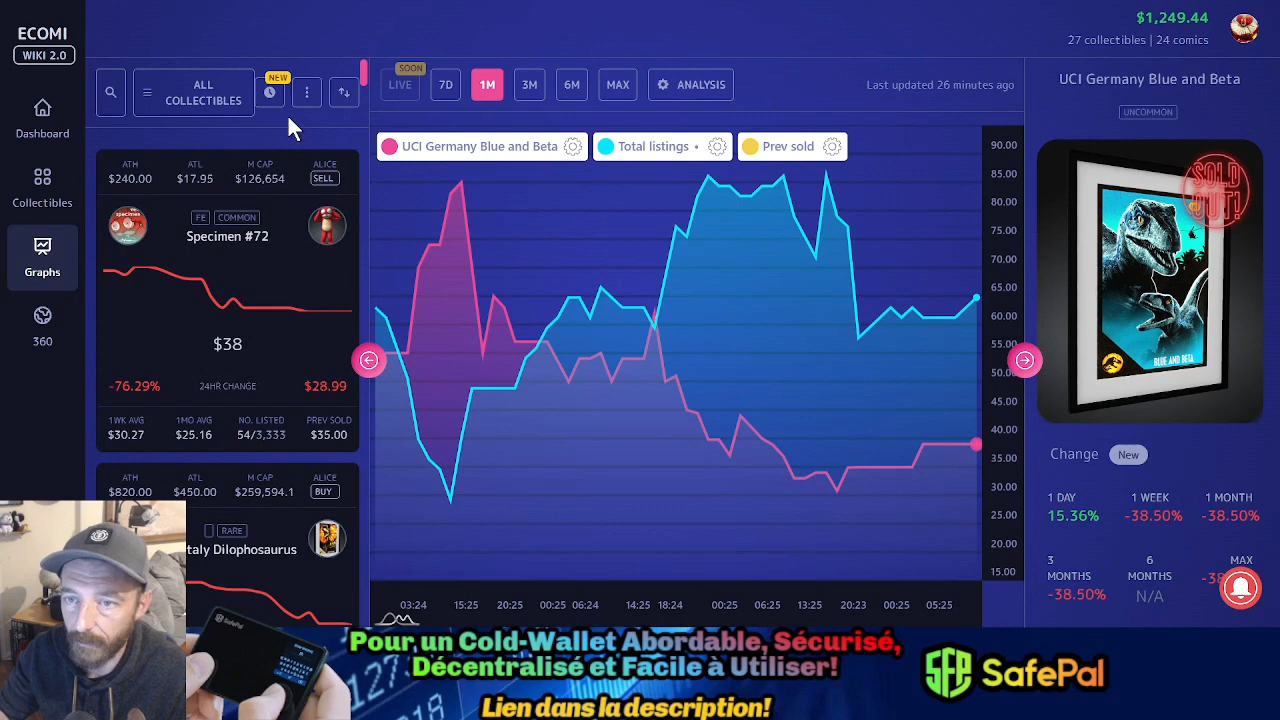 ECOMI
WIKI 2.0
Dashboard
Collectibles
Graphs
360
$1,249.44
27 collectibles | 24 comics
ALL
COLLECTIBLES
NEW
SOON
LIVE
7D
1M
3M
6M
MAX
ANALYSIS
Last updated 26 minutes ago
ATH
ATL
M CAP
ALICE
$240.00
$17.95
$126,654
SELL
FE
COMMON
Specimen #72
$38
-76.29%
24HR CHANGE
$28.99
1WK AVG
1MO AVG
NO. LISTED
PREV SOLD
$30.27
$25.16
54/3,333
$35.00
ATH
ATL
M CAP
ALICE
$820.00
$450.00
$259,594.1
BUY
RARE
taly Dilophosaurus
UCI Germany Blue and Beta
Total listings •
Prev sold
90.00
85.00
80.00
75.00
70.00
65.00
60.00
55.00
50.00
45.00
40.00
35.00
30.00
25.00
20.00
15.00
03:24
15:25
20:25
00:25
06:24
14:25
18:24
00:25
06:25
13:25
20:23
00:25
05:25
UCI Germany Blue and Beta
UNCOMMON
SOLD
OUT!
BLUE AND BETA
Change
New
1 DAY
1 WEEK
1 MONTH
15.36%
-38.50%
-38.50%
3
MONTHS
6
MONTHS
MAX
-38.50%
N/A
SafePal
Pour un Cold-Wallet Abordable, Sécurisé,
Décentralisé et Facile à Utiliser!
Lien dans la description!
SFP
SafePal